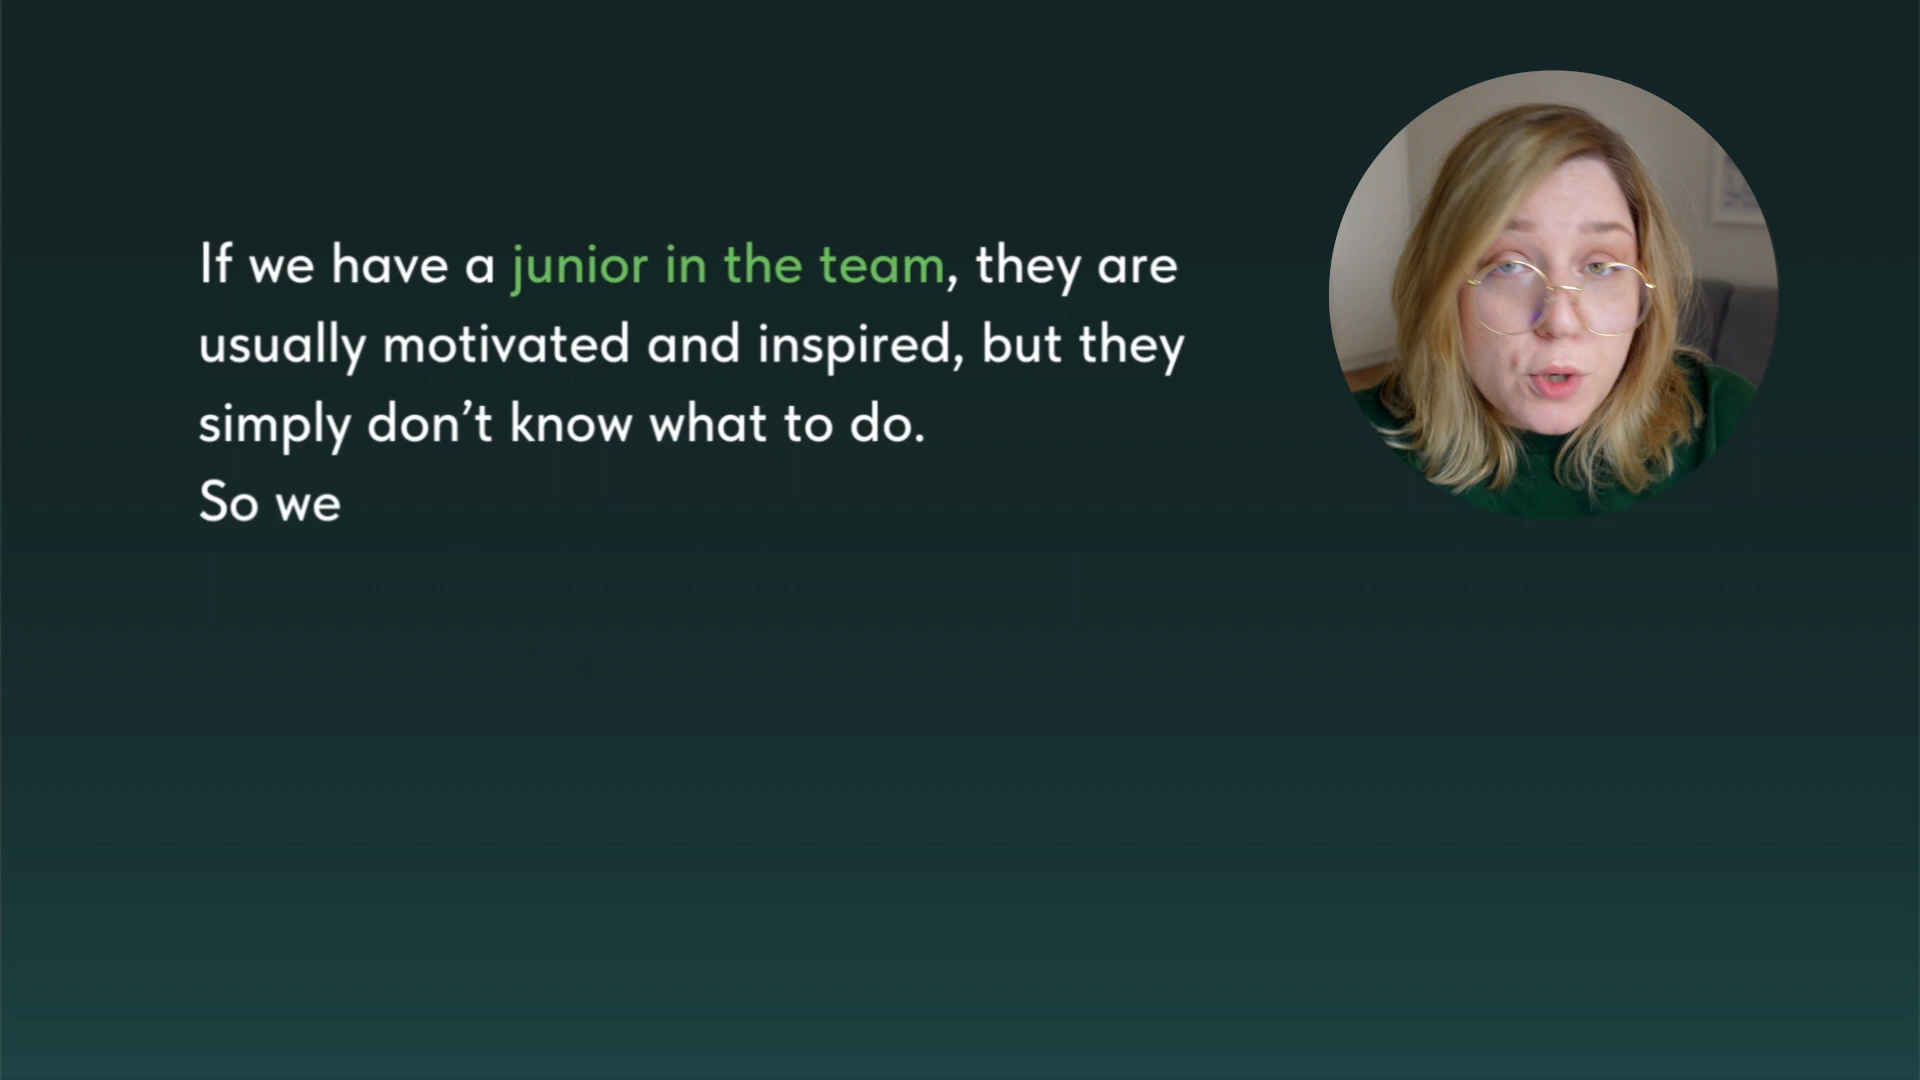 If we have a junior in the team, they are
usually motivated and inspired, but they
simply don’t know what to do.
So we